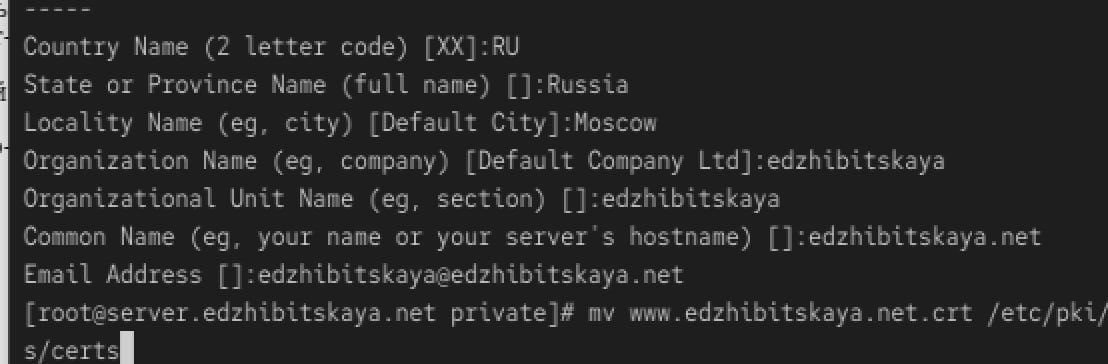 -----
Country Name (2 letter code) [XX]:RU
State or Province Name (full name) []:Russia
Locality Name (eg, city) [Default City]:Moscow
Organization Name (eg, company) [Default Company Ltd]:edzhibitskaya
Organizational Unit Name (eg, section) []:edzhibitskaya
Common Name (eg, your name or your server's hostname) []:edzhibitskaya.net
Email Address []:edzhibitskaya@edzhibitskaya.net
[root@server.edzhibitskaya.net private]# mv www.edzhibitskaya.net.crt /etc/pki/
s/certs